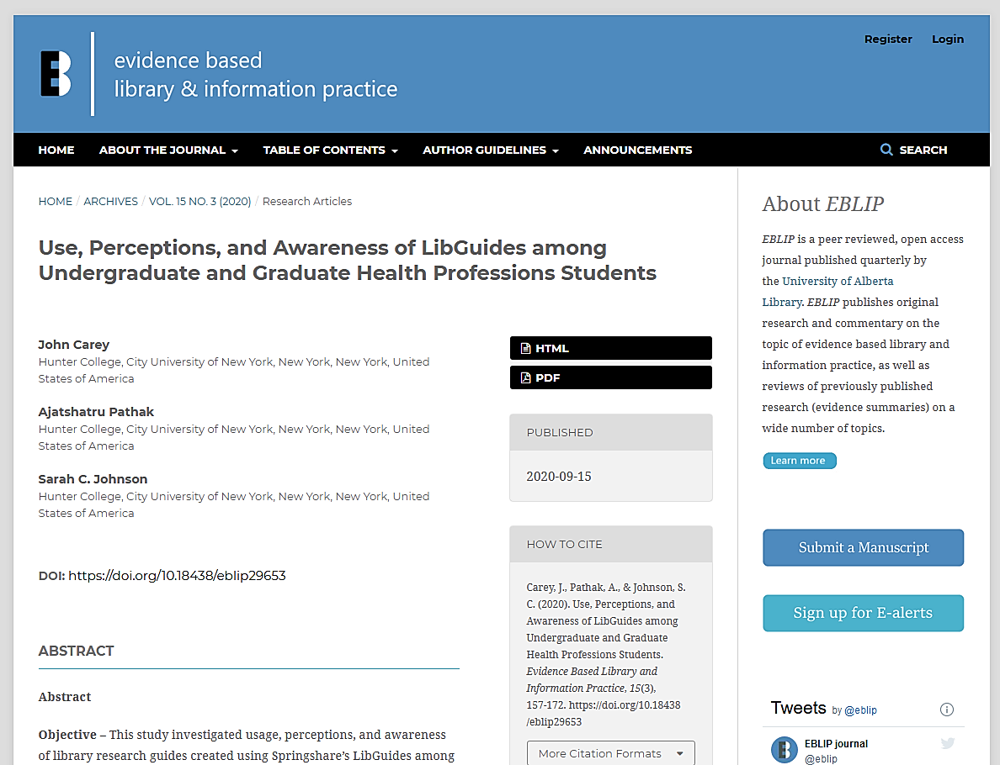 Register Login
evidence based
library & information practice
HOME ABOUT THE JOURNAL TABLE OF CONTENTS AUTHOR GUIDELINES ANNOUNCEMENTS SEARCH
HOME / ARCHIVES / VOL. 15 NO. 3 (2020) / Research Articles
Use, Perceptions, and Awareness of LibGuides among
Undergraduate and Graduate Health Professions Students
John Carey
Hunter College, City University of New York, New York, New York, United
States of America
Ajatshatru Pathak
Hunter College, City University of New York, New York, New York, United
States of America
Sarah C. Johnson
Hunter College, City University of New York, New York, New York, United
States of America
DOI: https://doi.org/10.18438/eblip29653
ABSTRACT
Abstract
Objective – This study investigated usage, perceptions, and awareness
of library research guides created using Springshare’s LibGuides among
HTML
PDF
PUBLISHED
2020-09-15
HOW TO CITE
Carey, J., Pathak, A., & Johnson, S.
C. (2020). Use, Perceptions, and
Awareness of LibGuides among
Undergraduate and Graduate
Health Professions Students.
Evidence Based Library and
Information Practice, 15(3),
157-172. https://doi.org/10.18438
/eblip29653
More Citation Formats
About EBLIP
EBLIP is a peer reviewed, open access
journal published quarterly by
the University of Alberta
Library. EBLIP publishes original
research and commentary on the
topic of evidence based library and
information practice, as well as
reviews of previously published
research (evidence summaries) on a
wide number of topics.
Learn more
Submit a Manuscript
Sign up for E-alerts
Tweets by @eblip
EBLIP journal
@eblip